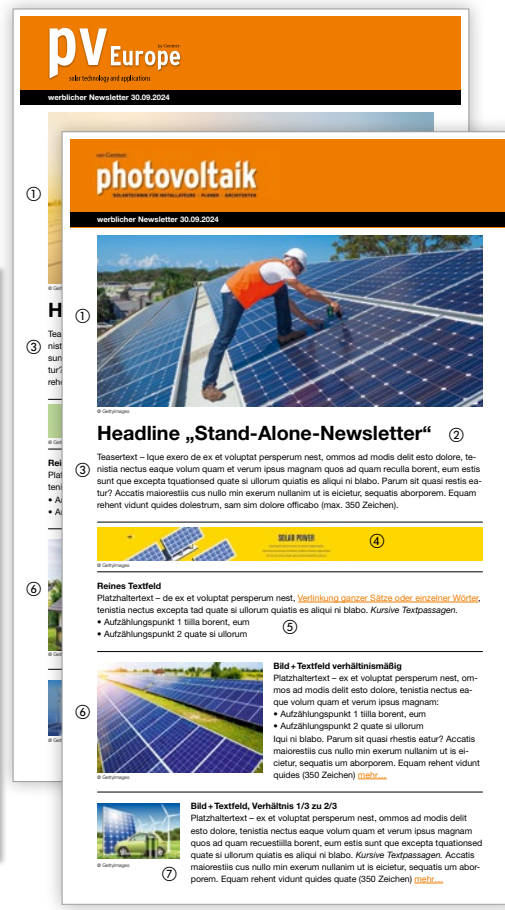 by Gentner
pv Europe
solar technology and applications
werblicher Newsletter 30.09.2024
①
© Gett
H
Tea
③
nist
sun
tur?
rehe
© Gett
Rei
Plat
teni
• Au
• Au
⑥
© Gett
© Gett
von Gentner
photovoltaik
SOLARTECHNIK FÜR INSTALLATEURE · PLANER · ARCHITEKTEN
werblicher Newsletter 30.09.2024
①
© GettyImages
Headline „Stand-Alone-Newsletter“ ②
③
Teasertext – Ique exero de ex et voluptat persperum nest, ommos ad modis delit esto dolore, te-
nistia nectus eaque volum quam et verum ipsus magnam quos ad quam reculla borent, eum estis
sunt que excepta tquationsed quate si ullorum quiatis es aliqui ni blabo. Parum sit quasi restis ea-
tur? Accatis maiorestiis cus nullo min exerum nullanim ut is eicietur, sequatis aborporem. Equam
rehent vidunt quides dolestrum, sam sim dolore officabo (max. 350 Zeichen).
SOLAR POWER
④
© GettyImages
Reines Textfeld
Platzhaltertext – de ex et voluptat persperum nest, Verlinkung ganzer Sätze oder einzelner Wörter,
tenistia nectus excepta tad quate si ullorum quiatis es aliqui ni blabo. Kursive Textpassagen.
• Aufzählungspunkt 1 tiilla borent, eum
⑤
• Aufzählungspunkt 2 quate si ullorum
⑥
© GettyImages
Bild + Textfeld verhältinismäßig
Platzhaltertext – ex et voluptat persperum nest, om-
mos ad modis delit esto dolore, tenistia nectus ea-
que volum quam et verum ipsus magnam:
• Aufzählungspunkt 1 tiilla borent, eum
• Aufzählungspunkt 2 quate si ullorum
Iqui ni blabo. Parum sit quasi rhestis eatur? Accatis
maiorestiis cus nullo min exerum nullanim ut is ei-
cietur, sequatis um aborporem. Equam rehent vidunt
quides (350 Zeichen) mehr…
© GettyImages
⑦
Bild + Textfeld, Verhältnis 1/3 zu 2/3
Platzhaltertext – ex et voluptat persperum nest, ommos ad modis delit
esto dolore, tenistia nectus eaque volum quam et verum ipsus magnam
quos ad quam recuestiilla borent, eum estis sunt que excepta tquationsed
quate si ullorum quiatis es aliqui ni blabo. Kursive Textpassagen. Accatis
maiorestiis cus nullo min exerum nullanim ut is eicietur, sequatis um abor-
porem. Equam rehent vidunt quides quate (350 Zeichen) mehr…